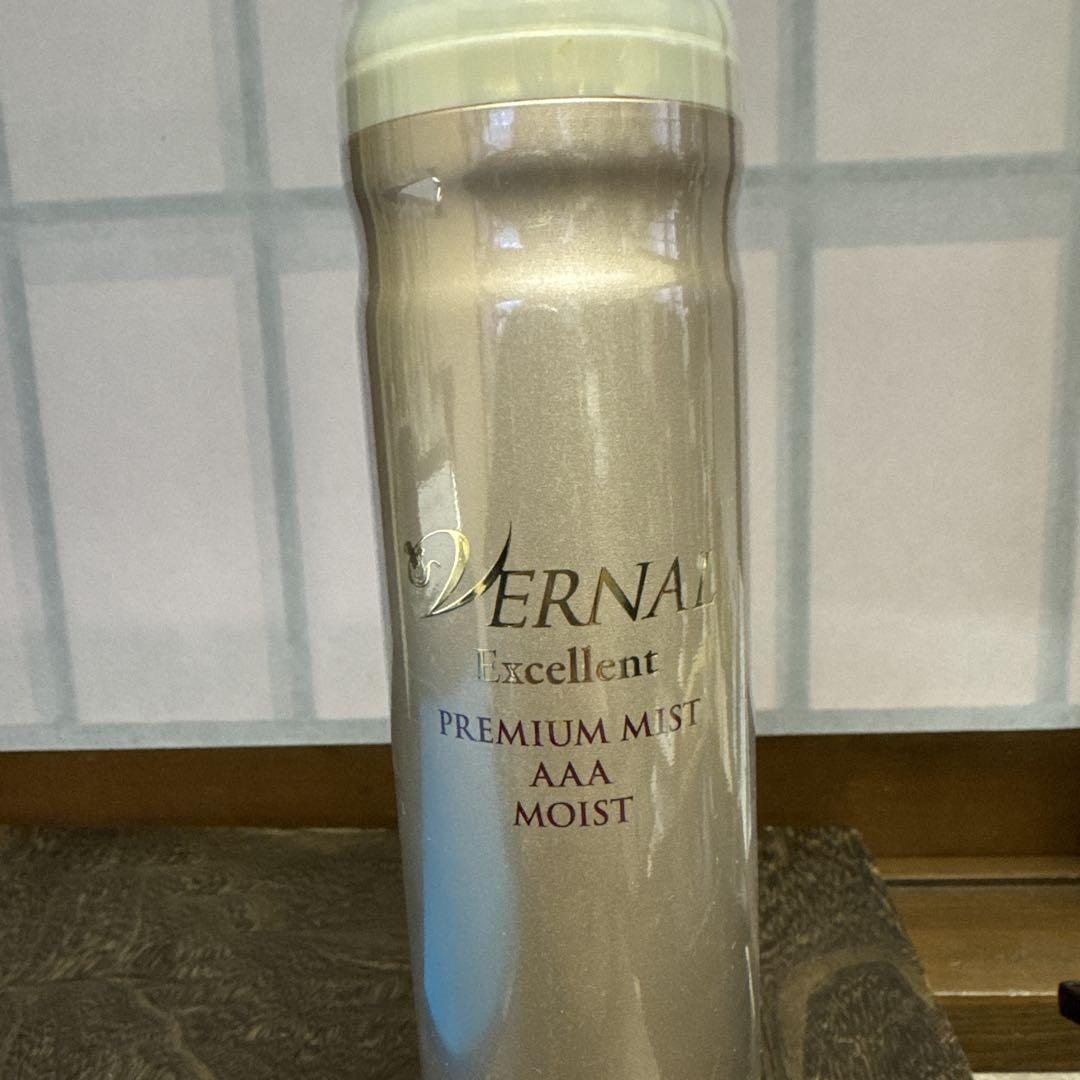 VERNAL
Excellent
PREMIUM MIST
AAA
MOIST